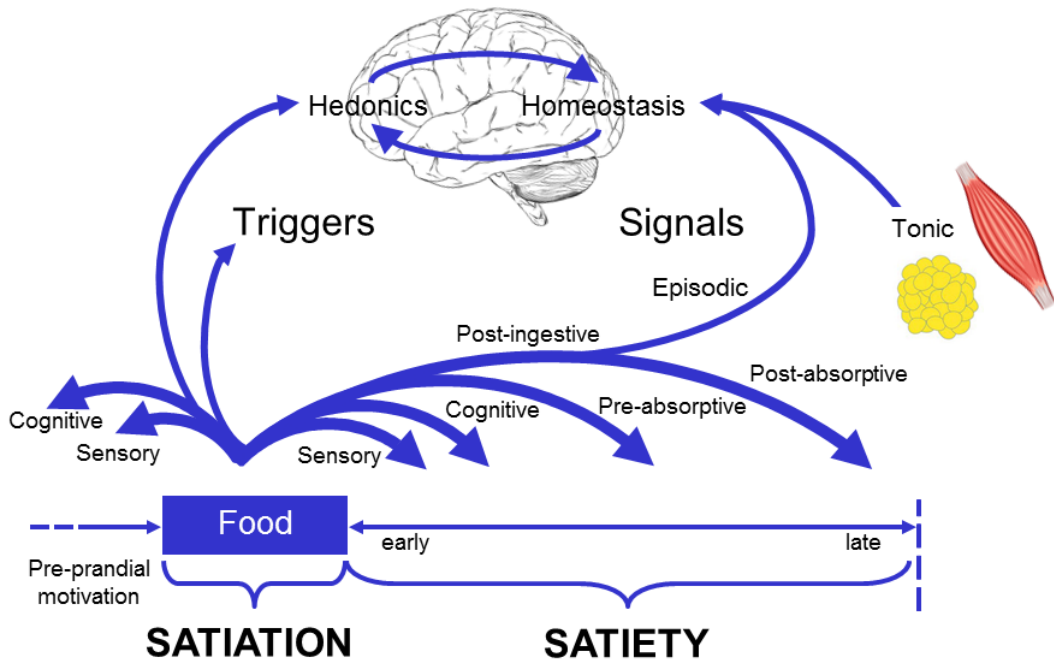 Hedonics
Homeostasis
Triggers
Signals
Tonic
Episodic
Post-ingestive
Post-absorptive
Cognitive
Sensory
Sensory
Cognitive
Pre-absorptive
Food
early
late
Pre-prandial
motivation
SATIATION
SATIETY